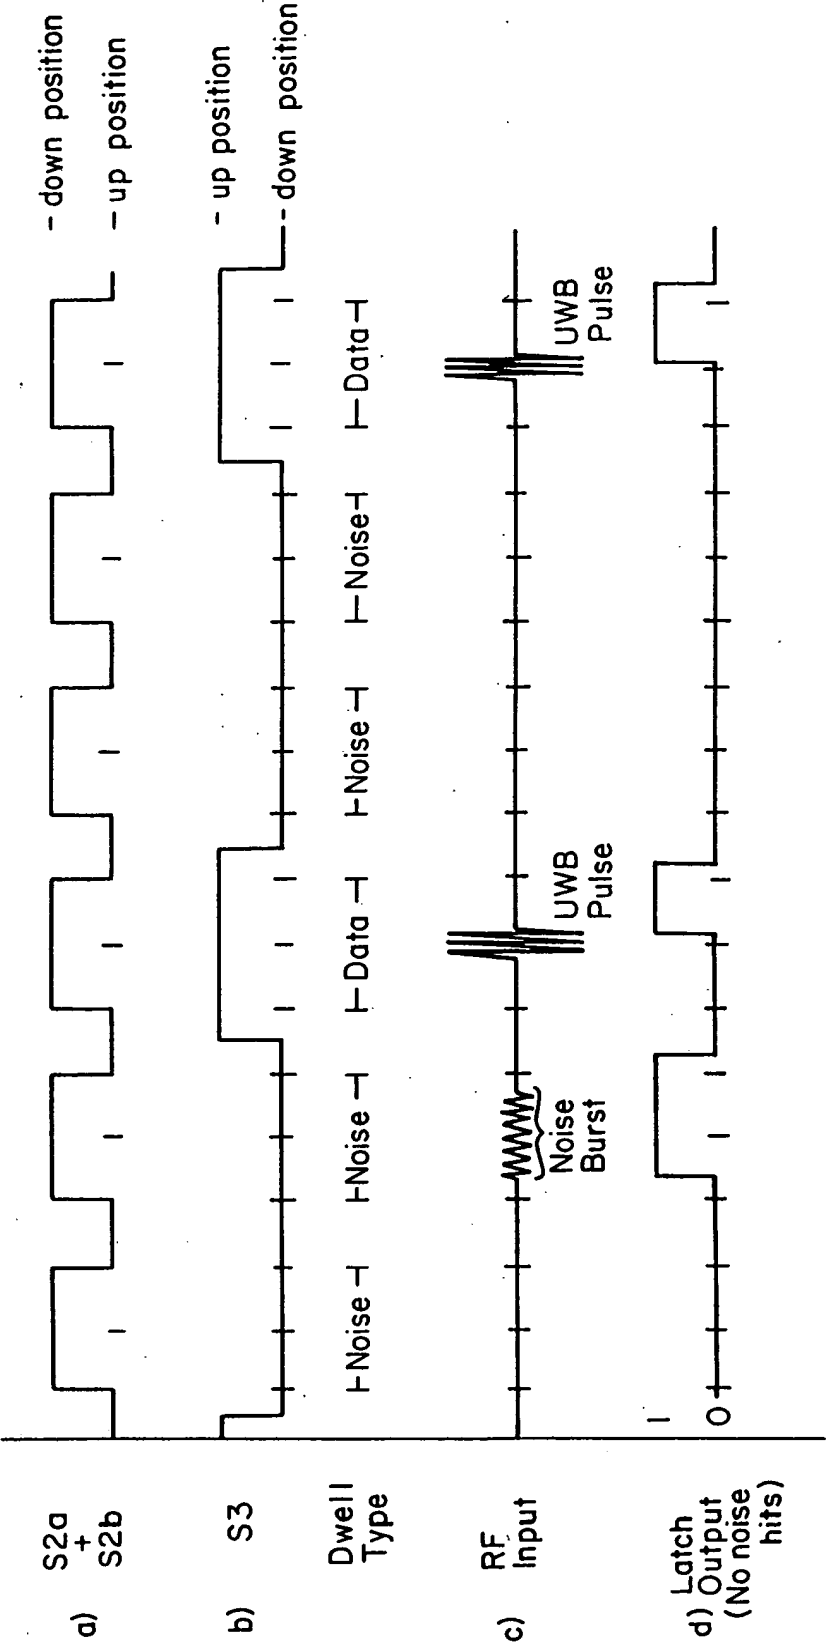 a) S2a
+
S2b
- down position
- up position
b) S3
- up position
- down position
Dwell
Type
Noise
Noise
Data
Noise
Noise
Data
c) RF
Input
Noise
Burst
UWB
Pulse
UWB
Pulse
d) Latch
Output
(No noise
hits)
1
0